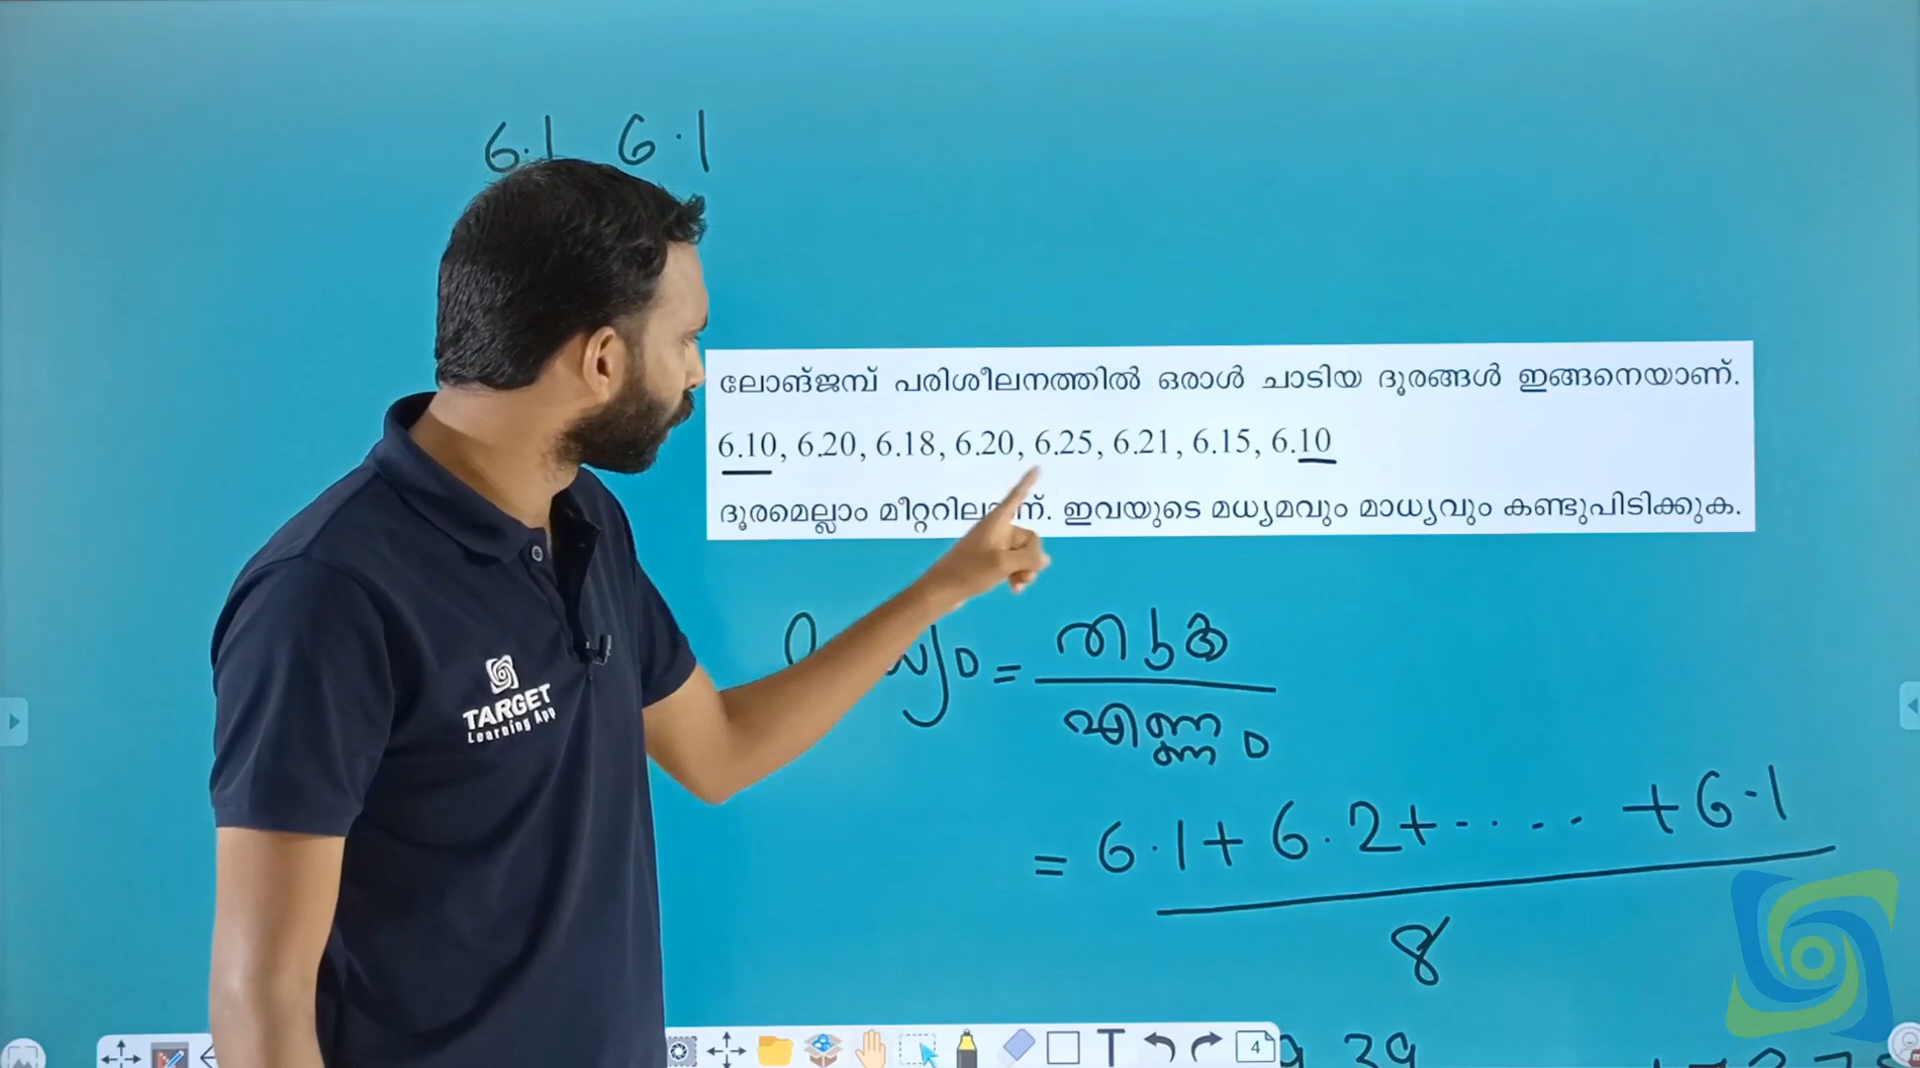 6.1 6.1
ലോങ്ജമ്പ് പരിശീലനത്തിൽ ഒരാൾ ചാടിയ ദൂരങ്ങൾ ഇങ്ങനെയാണ്.
6.10, 6.20, 6.18, 6.20, 6.25, 6.21, 6.15, 6.10
ദൂരമെല്ലാം മീറ്ററിലാണ്. ഇവയുടെ മധ്യമവും മാധ്യവും കണ്ടുപിടിക്കുക.
= തുക
എണ്ണം
= 6.1 + 6.2 + ..... + 6.1
8
TARGET
Learning App
T
4